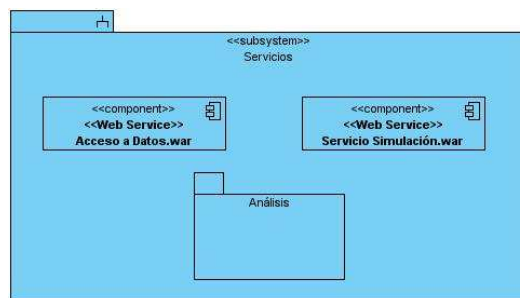 <<subsystem>>
Servicios
<<component>>
<<Web Service>>
Acceso a Datos.war
<<component>>
<<Web Service>>
Servicio Simulación.war
Análisis